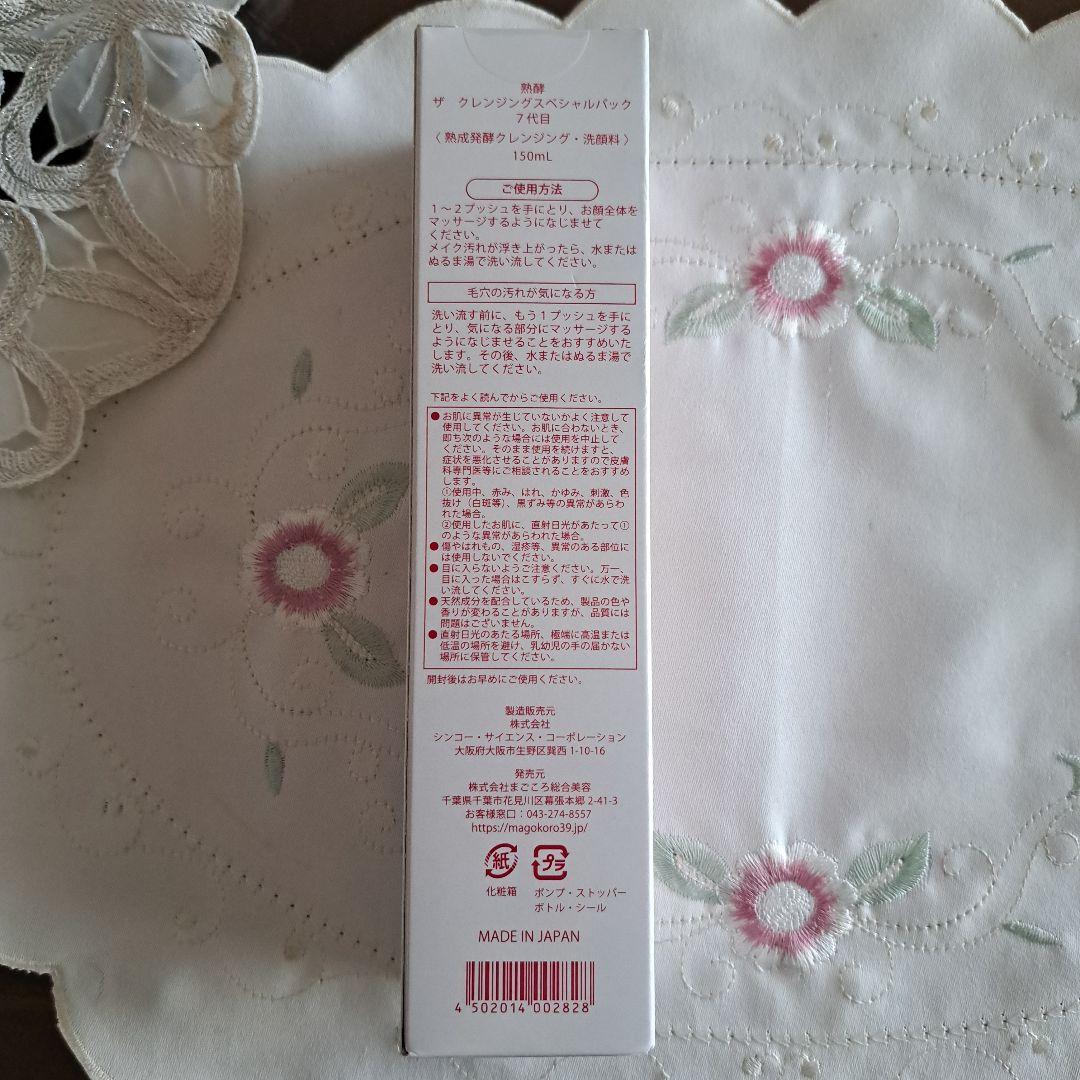 熟酵
ザ クレンジングスペシャルパック
7代目
〈 熟成発酵クレンジング・洗顔料 〉
150mL
ご使用方法
1〜2プッシュを手にとり、お顔全体を
マッサージするようになじませて
ください。
メイク汚れが浮き上がったら、水または
ぬるま湯で洗い流してください。
毛穴の汚れが気になる方
洗い流す前に、もう1プッシュを手に
とり、気になる部分にマッサージする
ようになじませることをおすすめいた
します。その後、水またはぬるま湯で
洗い流してください。
下記をよく読んでからご使用ください。
●お肌に異常が生じていないかよく注意して
使用してください。お肌に合わないとき、
即ち次のような場合には使用を中止して
ください。そのまま使用を続けますと、
症状を悪化させることがありますので皮膚
科専門医等にご相談されることをおすすめ
します。
①使用中、赤み、はれ、かゆみ、刺激、色
抜け(白斑等)、黒ずみ等の異常があらわ
れた場合。
②使用したお肌に、直射日光があたって①
のような異常があらわれた場合。
●傷やはれもの、湿疹等、異常のある部位に
は使用しないでください。
●目に入らないようご注意ください。万一、
目に入った場合はこすらず、すぐに水で洗
い流してください。
●天然成分を配合しているため、製品の色や
香りが変わることがありますが、品質には
問題はございません。
●直射日光のあたる場所、極端に高温または
低温の場所を避け、乳幼児の手の届かない
場所に保管してください。
開封後はお早めにご使用ください。
製造販売元
株式会社
シンコー・サイエンス・コーポレーション
大阪府大阪市生野区巽西 1-10-16
発売元
株式会社まごころ総合美容
千葉県千葉市花見川区幕張本郷 2-41-3
お客様窓口：043-274-8557
https://magokoro39.jp/
紙 プラ
化粧箱 ポンプ・ストッパー
ボトル・シール
MADE IN JAPAN
4 502014 002828